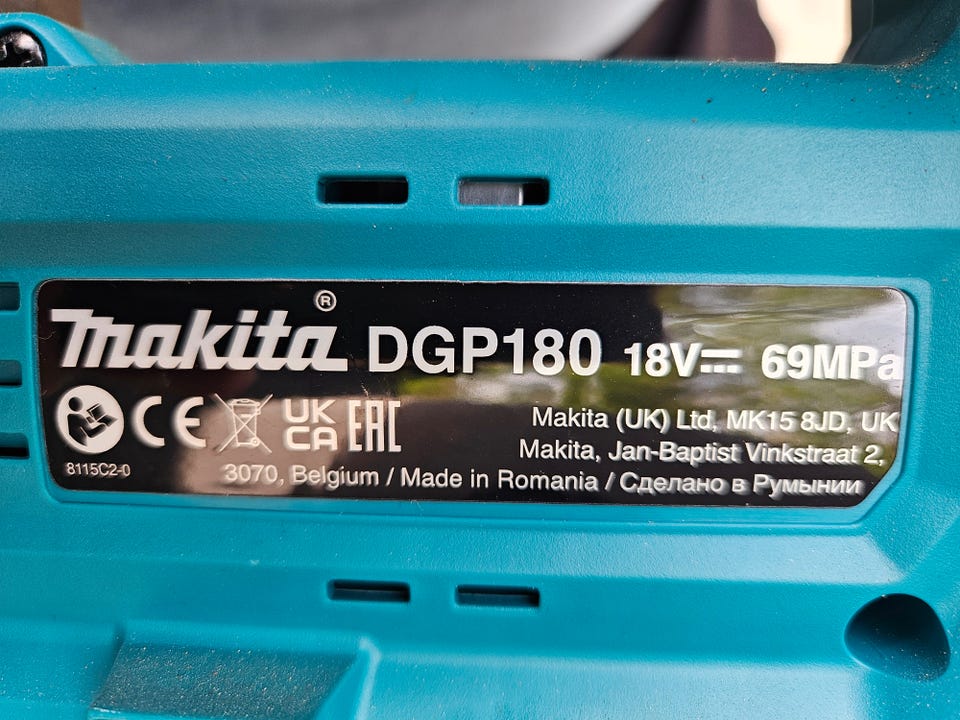 makita® DGP180 18V⎓ 69MPa
CE UK CA EAC
Makita (UK) Ltd, MK15 8JD, UK
Makita, Jan-Baptist Vinkstraat 2,
8115C2-0
3070, Belgium / Made in Romania / Сделано в Румынии